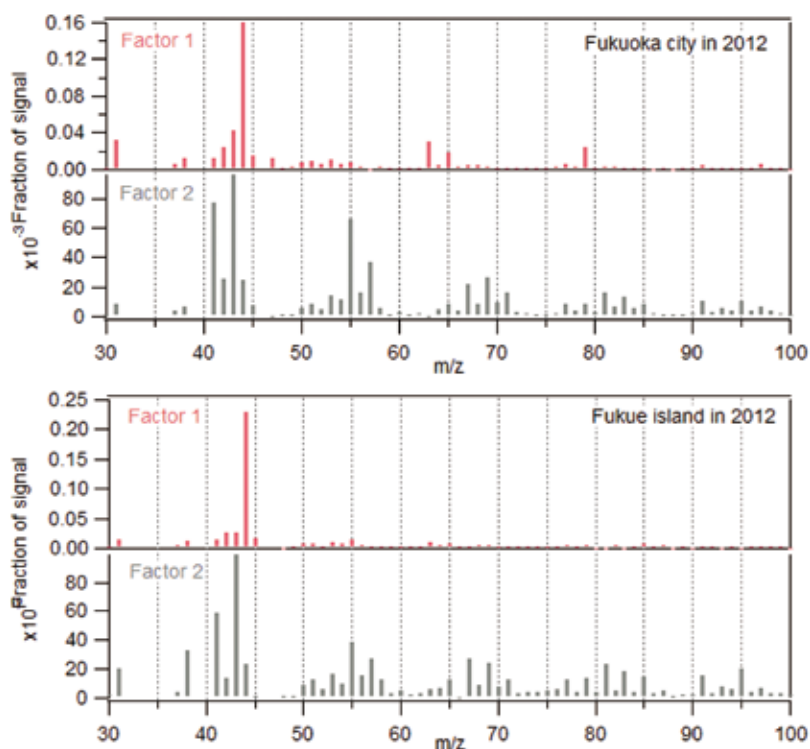 0.16
0.12
0.08
0.04
0.00
Factor 1
Fukuoka city in 2012
80
60
40
20
0
Factor 2
x10⁻³Fraction of signal
30 40 50 60 70 80 90 100
m/z
0.25
0.20
0.15
0.10
0.05
0.00
Factor 1
Fukue island in 2012
80
60
40
20
0
Factor 2
Fraction of signal
30 40 50 60 70 80 90 100
m/z